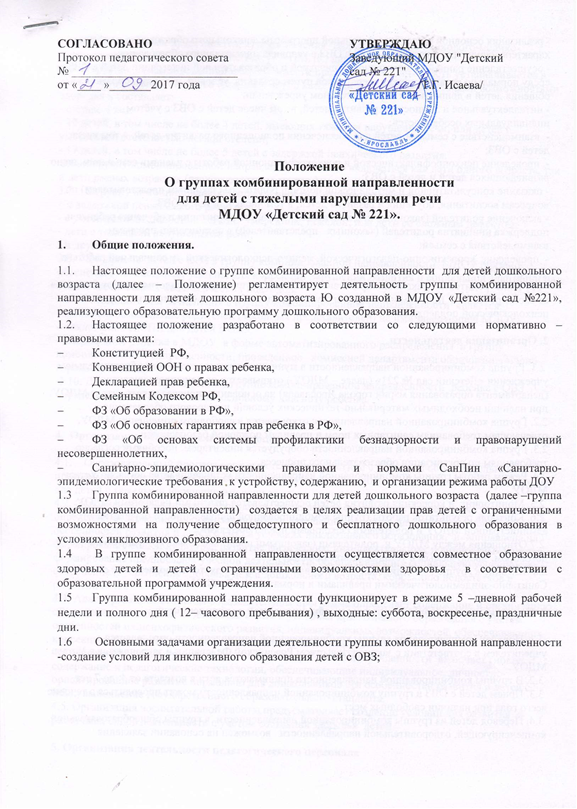 СОГЛАСОВАНО
УТВЕРЖДАЮ
Протокол педагогического совета
Заведующий МДОУ "Детский
№ 1
сад № 221"
от « 21 » 09 2017 года
Т.Г. Исаева/
МУНИЦИПАЛЬНОЕ ДОШКОЛЬНОЕ ОБРАЗОВАТЕЛЬНОЕ УЧРЕЖДЕНИЕ
«Детский сад
№ 221»
г. ЯРОСЛАВЛЬ
Положение
О группах комбинированной направленности
для детей с тяжелыми нарушениями речи
МДОУ «Детский сад № 221».
1. Общие положения.
1.1. Настоящее положение о группе комбинированной направленности для детей дошкольного
возраста (далее – Положение) регламентирует деятельность группы комбинированной
направленности для детей дошкольного возраста Ю созданной в МДОУ «Детский сад №221»,
реализующего образовательную программу дошкольного образования.
1.2. Настоящее положение разработано в соответствии со следующими нормативно –
правовыми актами:
– Конституцией РФ,
– Конвенцией ООН о правах ребенка,
– Декларацией прав ребенка,
– Семейным Кодексом РФ,
– ФЗ «Об образовании в РФ»,
– ФЗ «Об основных гарантиях прав ребенка в РФ»,
– ФЗ «Об основах системы профилактики безнадзорности и правонарушений
несовершеннолетних,
– Санитарно-эпидемиологическими правилами и нормами СанПин «Санитарно-
эпидемиологические требования к устройству, содержанию, и организации режима работы ДОУ
1.3 Группа комбинированной направленности для детей дошкольного возраста (далее –группа
комбинированной направленности) создается в целях реализации прав детей с ограниченными
возможностями на получение общедоступного и бесплатного дошкольного образования в
условиях инклюзивного образования.
1.4 В группе комбинированной направленности осуществляется совместное образование
здоровых детей и детей с ограниченными возможностями здоровья в соответствии с
образовательной программой учреждения.
1.5 Группа комбинированной направленности функционирует в режиме 5 –дневной рабочей
недели и полного дня ( 12– часового пребывания) , выходные: суббота, воскресенье, праздничные
дни.
1.6 Основными задачами организации деятельности группы комбинированной направленности
-создание условий для инклюзивного образования детей с ОВЗ;